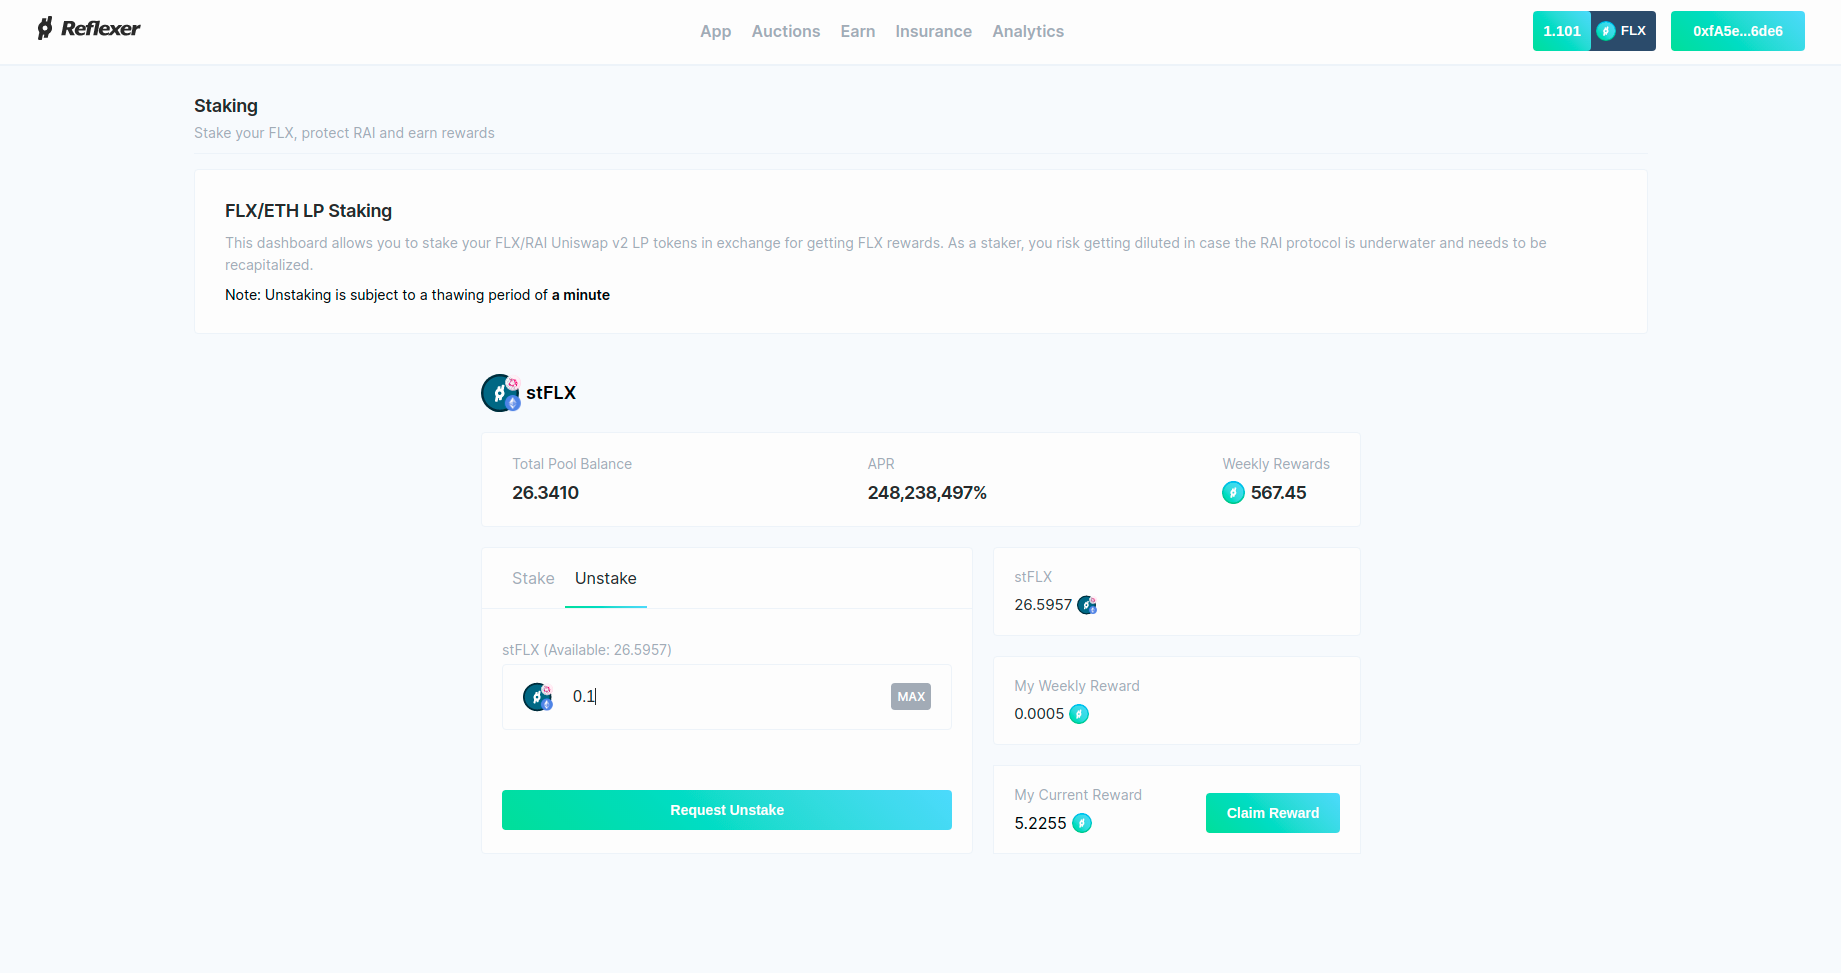 Reflexer
App Auctions Earn Insurance Analytics
1.101 FLX
0xfA5e...6de6
Staking
Stake your FLX, protect RAI and earn rewards
FLX/ETH LP Staking
This dashboard allows you to stake your FLX/RAI Uniswap v2 LP tokens in exchange for getting FLX rewards. As a staker, you risk getting diluted in case the RAI protocol is underwater and needs to be
recapitalized.
Note: Unstaking is subject to a thawing period of a minute
stFLX
Total Pool Balance
26.3410
APR
248,238,497%
Weekly Rewards
567.45
Stake Unstake
stFLX (Available: 26.5957)
0.1
MAX
Request Unstake
stFLX
26.5957
My Weekly Reward
0.0005
My Current Reward
5.2255
Claim Reward